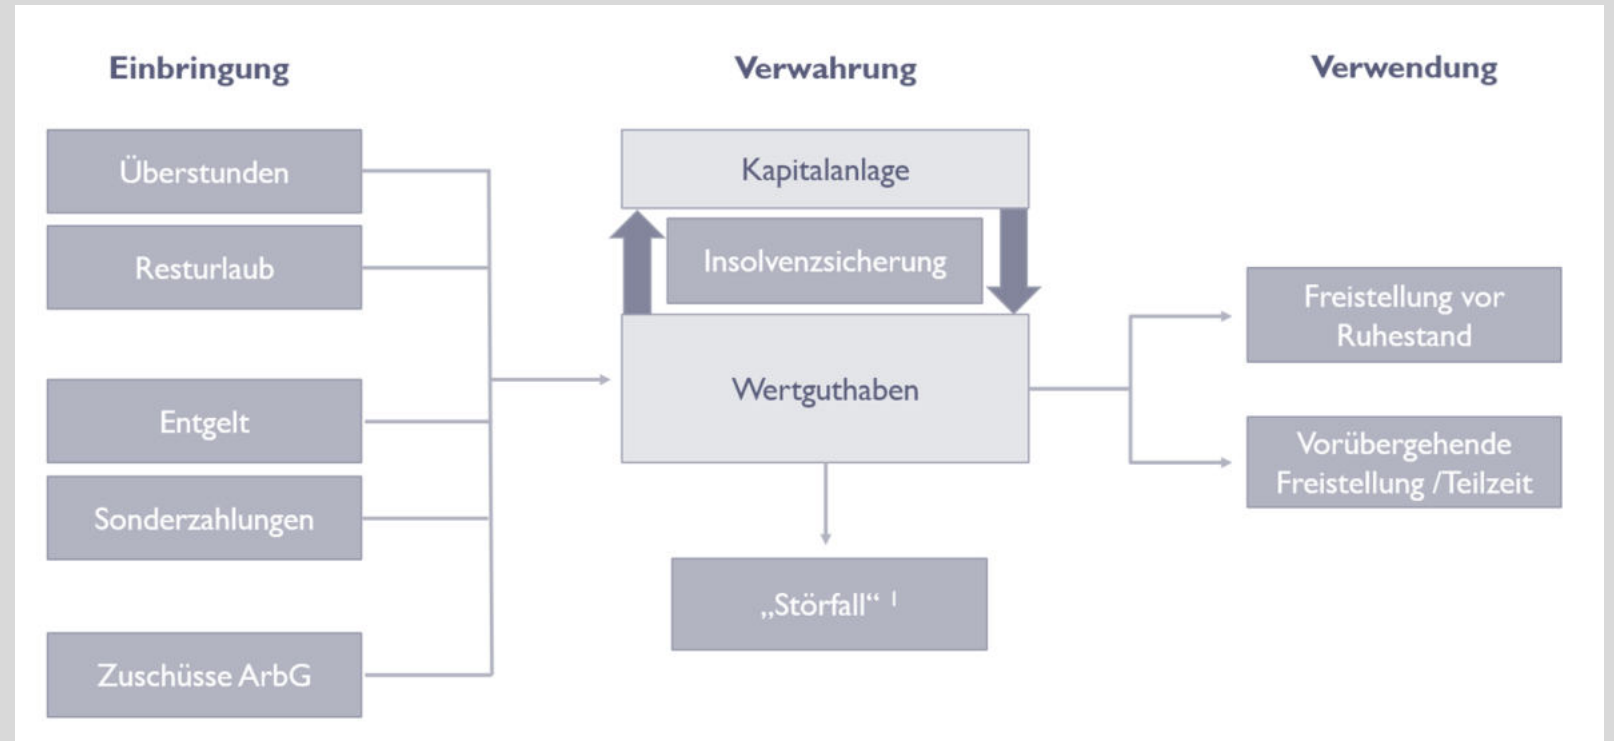 Einbringung
Überstunden
Resturlaub
Entgelt
Sonderzahlungen
Zuschüsse ArbG
Verwahrung
Kapitalanlage
Insolvenzsicherung
Wertguthaben
„Störfall“ ¹
Verwendung
Freistellung vor
Ruhestand
Vorübergehende
Freistellung /Teilzeit